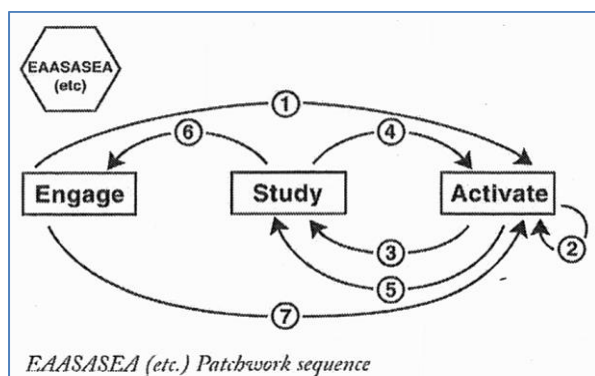 EAASASEA
(etc)
1
6
4
Engage
Study
Activate
3
2
5
7
EAASASEA (etc.) Patchwork sequence